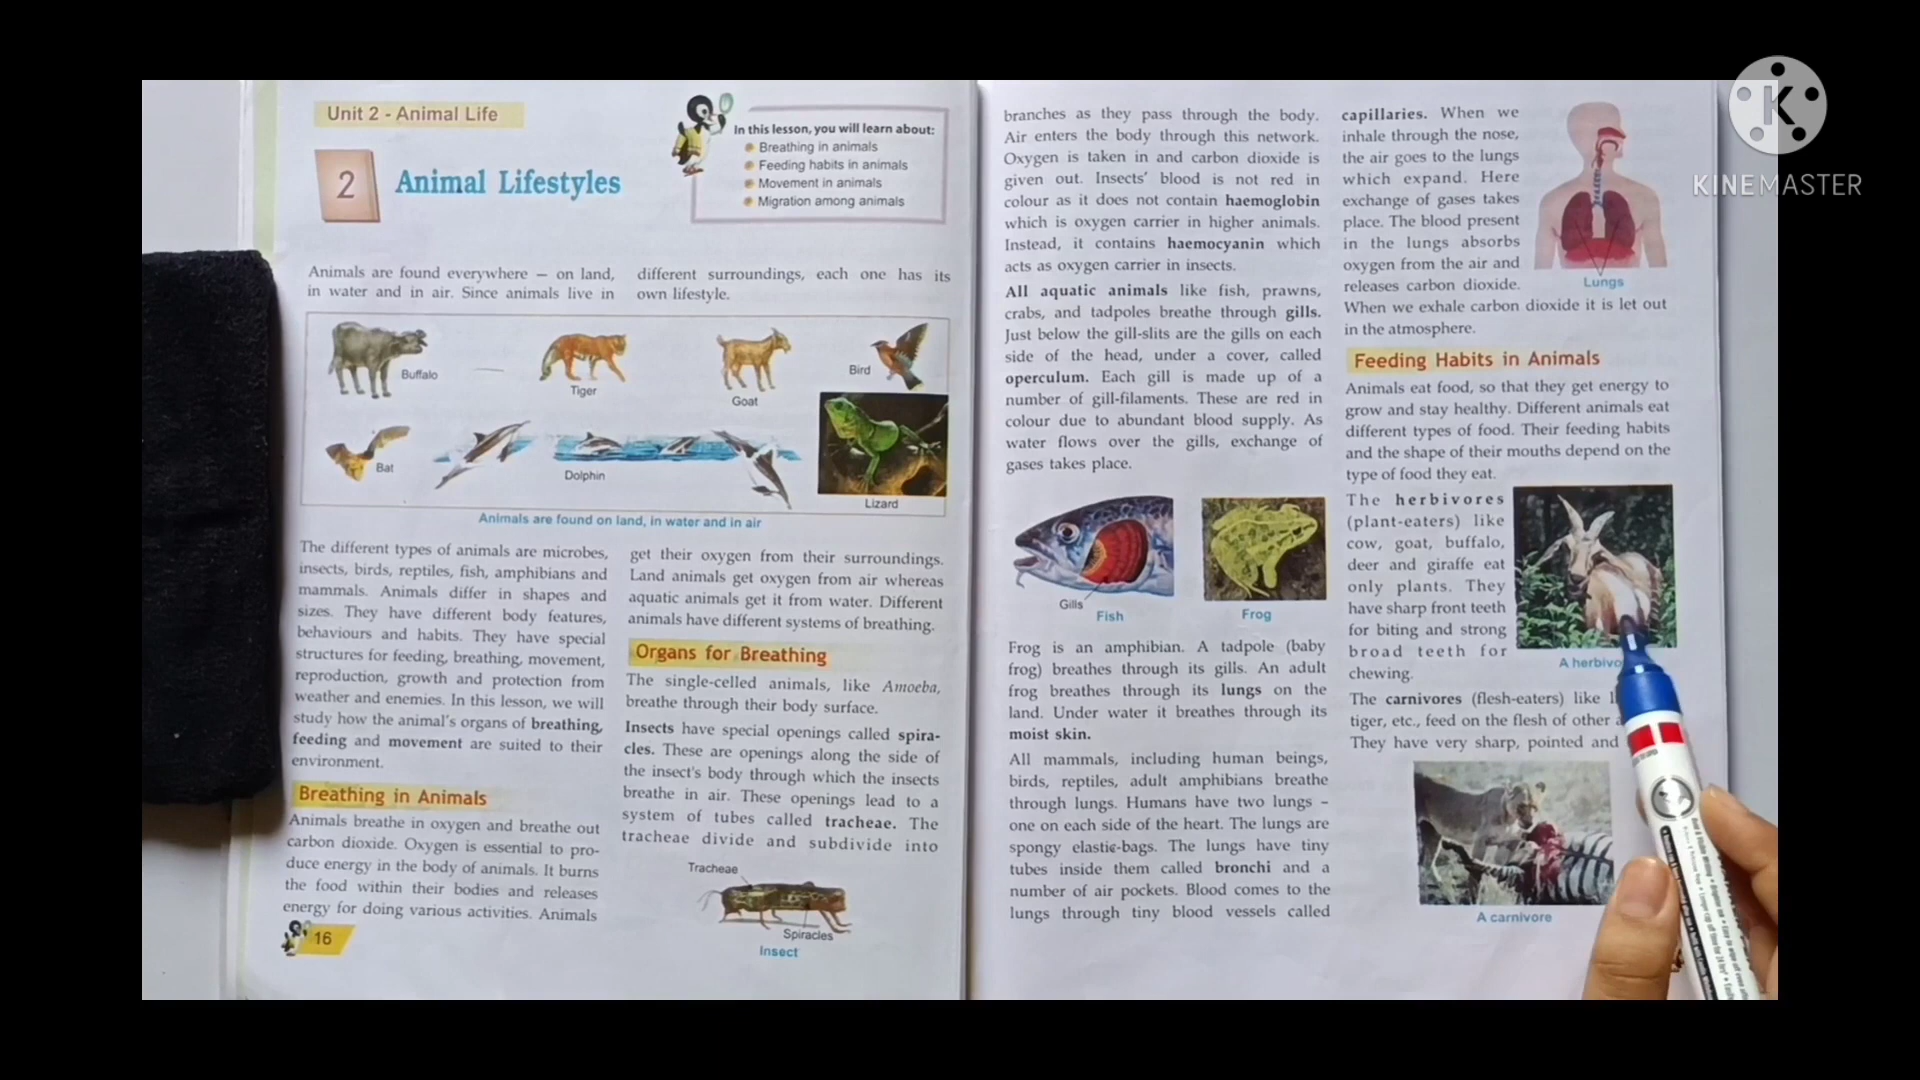 Unit 2 - Animal Life
2
Animal Lifestyles
In this lesson, you will learn about:
Breathing in animals
Feeding habits in animals
Movement in animals
Migration among animals
Animals are found everywhere – on land,
in water and in air. Since animals live in
different surroundings, each one has its
own lifestyle.
Buffalo
Tiger
Goat
Bird
Bat
Dolphin
Lizard
Animals are found on land, in water and in air
The different types of animals are microbes,
insects, birds, reptiles, fish, amphibians and
mammals. Animals differ in shapes and
sizes. They have different body features,
behaviours and habits. They have special
structures for feeding, breathing, movement,
reproduction, growth and protection from
weather and enemies. In this lesson, we will
study how the animal's organs of breathing,
feeding and movement are suited to their
environment.
Breathing in Animals
Animals breathe in oxygen and breathe out
carbon dioxide. Oxygen is essential to pro-
duce energy in the body of animals. It burns
the food within their bodies and releases
energy for doing various activities. Animals
16
get their oxygen from their surroundings.
Land animals get oxygen from air whereas
aquatic animals get it from water. Different
animals have different systems of breathing.
Organs for Breathing
The single-celled animals, like Amoeba,
breathe through their body surface.
Insects have special openings called spira-
cles. These are openings along the side of
the insect's body through which the insects
breathe in air. These openings lead to a
system of tubes called tracheae. The
tracheae divide and subdivide into
Tracheae
Spiracles
Insect
branches as they pass through the body.
Air enters the body through this network.
Oxygen is taken in and carbon dioxide is
given out. Insects' blood is not red in
colour as it does not contain haemoglobin
which is oxygen carrier in higher animals.
Instead, it contains haemocyanin which
acts as oxygen carrier in insects.
All aquatic animals like fish, prawns,
crabs, and tadpoles breathe through gills.
Just below the gill-slits are the gills on each
side of the head, under a cover, called
operculum. Each gill is made up of a
number of gill-filaments. These are red in
colour due to abundant blood supply. As
water flows over the gills, exchange of
gases takes place.
Gills
Fish
Frog
Frog is an amphibian. A tadpole (baby
frog) breathes through its gills. An adult
frog breathes through its lungs on the
land. Under water it breathes through its
moist skin.
All mammals, including human beings,
birds, reptiles, adult amphibians breathe
through lungs. Humans have two lungs –
one on each side of the heart. The lungs are
spongy elastic-bags. The lungs have tiny
tubes inside them called bronchi and a
number of air pockets. Blood comes to the
lungs through tiny blood vessels called
capillaries. When we
inhale through the nose,
the air goes to the lungs
which expand. Here
exchange of gases takes
place. The blood present
in the lungs absorbs
oxygen from the air and
releases carbon dioxide.
Lungs
When we exhale carbon dioxide it is let out
in the atmosphere.
Feeding Habits in Animals
Animals eat food, so that they get energy to
grow and stay healthy. Different animals eat
different types of food. Their feeding habits
and the shape of their mouths depend on the
type of food they eat.
The herbivores
(plant-eaters) like
cow, goat, buffalo,
deer and giraffe eat
only plants. They
have sharp front teeth
for biting and strong
broad teeth for
chewing.
A herbivo
The carnivores (flesh-eaters) like
tiger, etc., feed on the flesh of other
They have very sharp, pointed and
A carnivore
K
KINEMASTER